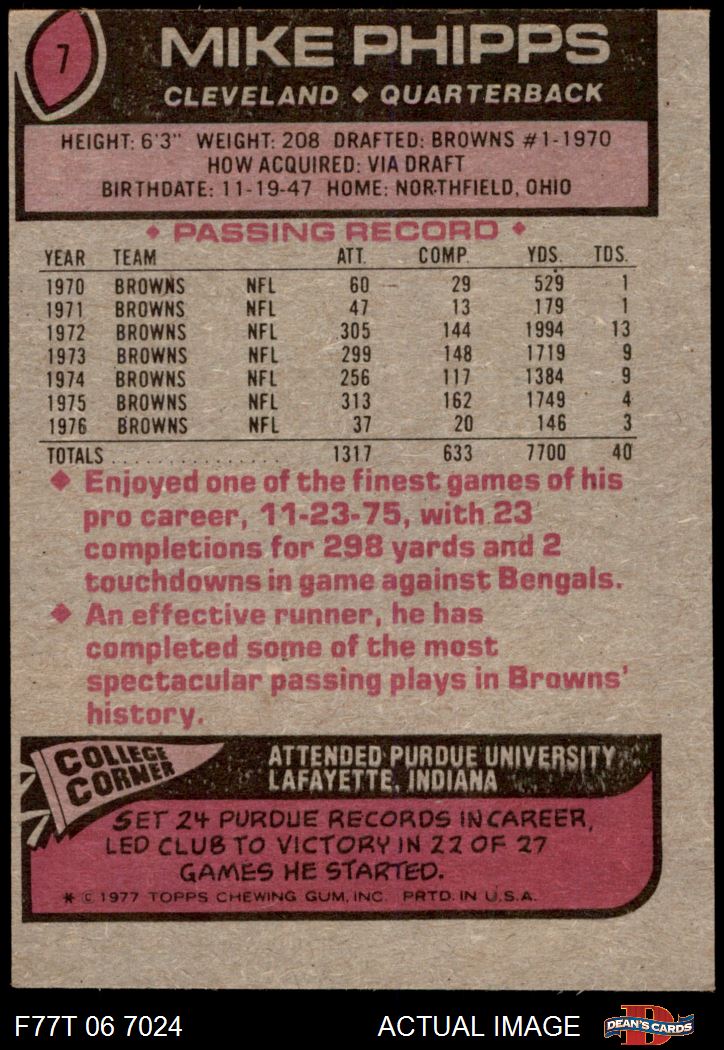 7
MIKE PHIPPS
CLEVELAND ◆ QUARTERBACK
HEIGHT: 6'3" WEIGHT: 208 DRAFTED: BROWNS #1-1970
HOW ACQUIRED: VIA DRAFT
BIRTHDATE: 11-19-47 HOME: NORTHFIELD, OHIO
◆ PASSING RECORD ◆
YEAR TEAM ATT. COMP. YDS. TDS.
1970 BROWNS NFL 60 29 529 1
1971 BROWNS NFL 47 13 179 1
1972 BROWNS NFL 305 144 1994 13
1973 BROWNS NFL 299 148 1719 9
1974 BROWNS NFL 256 117 1384 9
1975 BROWNS NFL 313 162 1749 4
1976 BROWNS NFL 37 20 146 3
TOTALS . . . . . . . . . . . . . . . . 1317 633 7700 40
◆ Enjoyed one of the finest games of his
pro career, 11-23-75, with 23
completions for 298 yards and 2
touchdowns in game against Bengals.
◆ An effective runner, he has
completed some of the most
spectacular passing plays in Browns'
history.
COLLEGE
CORNER
ATTENDED PURDUE UNIVERSITY
LAFAYETTE, INDIANA
SET 24 PURDUE RECORDS IN CAREER,
LED CLUB TO VICTORY IN 22 OF 27
GAMES HE STARTED.
* © 1977 TOPPS CHEWING GUM, INC. PRTD. IN U.S.A.
F77T 06 7024
ACTUAL IMAGE
D
DEAN'S CARDS